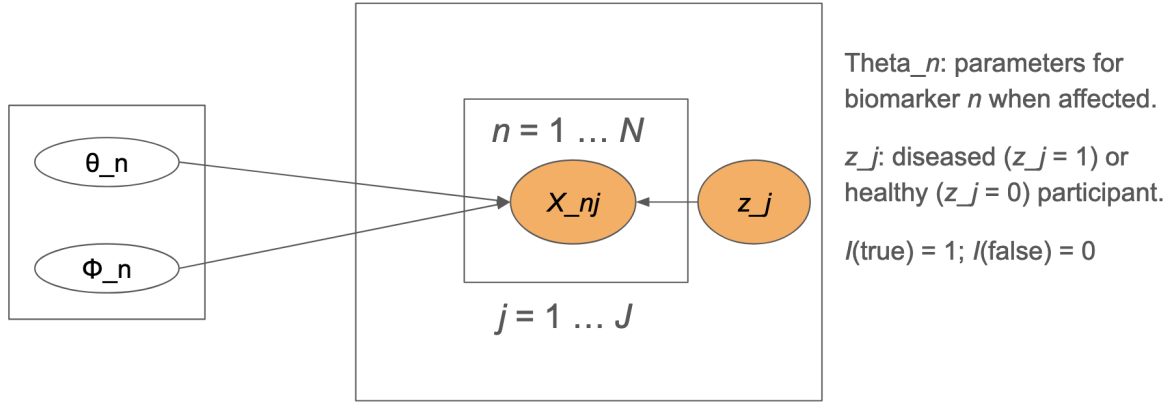 θ_n
Φ_n
n = 1 … N
X_nj
z_j
j = 1 … J
Theta_n: parameters for
biomarker n when affected.
z_j: diseased (z_j = 1) or
healthy (z_j = 0) participant.
I(true) = 1; I(false) = 0